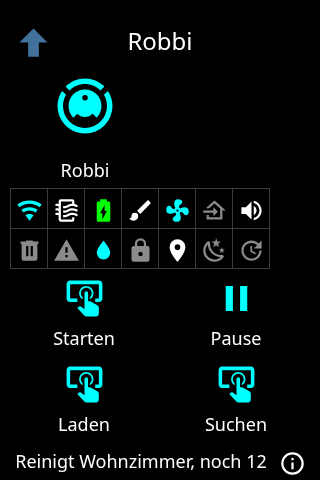 Robbi
Robbi
Starten
Pause
Laden
Suchen
Reinigt Wohnzimmer, noch 12